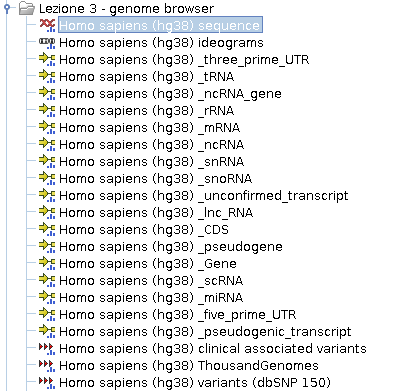 Lezione 3 - genome browser
Homo sapiens (hg38) sequence
Homo sapiens (hg38) ideograms
Homo sapiens (hg38) _three_prime_UTR
Homo sapiens (hg38) _tRNA
Homo sapiens (hg38) _ncRNA_gene
Homo sapiens (hg38) _rRNA
Homo sapiens (hg38) _mRNA
Homo sapiens (hg38) _ncRNA
Homo sapiens (hg38) _snRNA
Homo sapiens (hg38) _snoRNA
Homo sapiens (hg38) _unconfirmed_transcript
Homo sapiens (hg38) _lnc_RNA
Homo sapiens (hg38) _CDS
Homo sapiens (hg38) _pseudogene
Homo sapiens (hg38) _Gene
Homo sapiens (hg38) _scRNA
Homo sapiens (hg38) _miRNA
Homo sapiens (hg38) _five_prime_UTR
Homo sapiens (hg38) _pseudogenic_transcript
Homo sapiens (hg38) clinical associated variants
Homo sapiens (hg38) ThousandGenomes
Homo sapiens (hg38) variants (dbSNP 150)